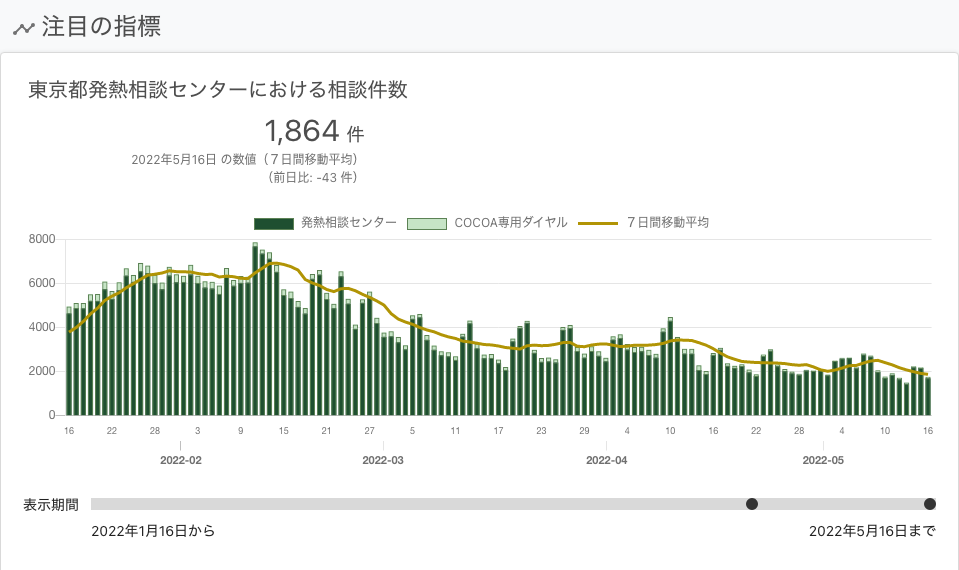 注目の指標
東京都発熱相談センターにおける相談件数
1,864 件
2022年5月16日 の数値（７日間移動平均）
（前日比: -43 件）
発熱相談センター COCOA専用ダイヤル ７日間移動平均
8000
6000
4000
2000
0
16 22 28 3 9 15 21 27 5 11 17 23 29 4 10 16 22 28 4 10 16
2022-02 2022-03 2022-04 2022-05
表示期間
2022年1月16日から 2022年5月16日まで